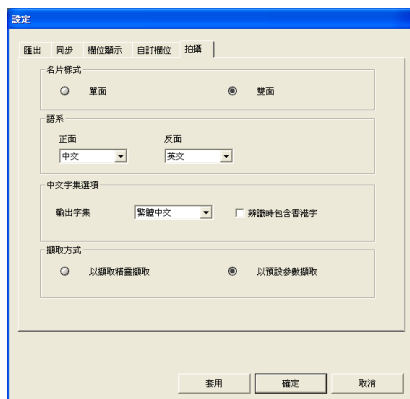 設定
匯出 同步 欄位顯示 自訂欄位 拍攝
名片樣式
單面 雙面
語系
正面 反面
中文 英文
中文字集選項
輸出字集 繁體中文 辨識時包含香港字
擷取方式
以擷取精靈擷取 以預設參數擷取
套用 確定 取消